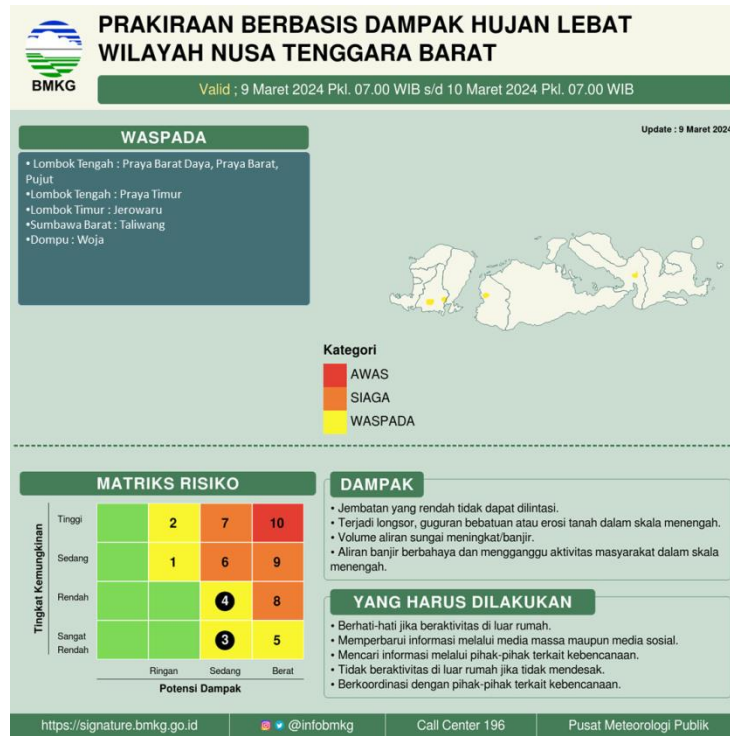 BMKG
PRAKIRAAN BERBASIS DAMPAK HUJAN LEBAT
WILAYAH NUSA TENGGARA BARAT
Valid ; 9 Maret 2024 Pkl. 07.00 WIB s/d 10 Maret 2024 Pkl. 07.00 WIB
Update : 9 Maret 2024
WASPADA
• Lombok Tengah : Praya Barat Daya, Praya Barat,
Pujut
•Lombok Tengah : Praya Timur
•Lombok Timur : Jerowaru
•Sumbawa Barat : Taliwang
•Dompu : Woja
Kategori
AWAS
SIAGA
WASPADA
MATRIKS RISIKO
Tingkat Kemungkinan
Tinggi 2 7 10
Sedang 1 6 9
Rendah 4 8
Sangat
Rendah 3 5
Ringan Sedang Berat
Potensi Dampak
DAMPAK
• Jembatan yang rendah tidak dapat dilintasi.
• Terjadi longsor, guguran bebatuan atau erosi tanah dalam skala menengah.
• Volume aliran sungai meningkat/banjir.
• Aliran banjir berbahaya dan mengganggu aktivitas masyarakat dalam skala
menengah.
YANG HARUS DILAKUKAN
• Berhati-hati jika beraktivitas di luar rumah.
• Memperbarui informasi melalui media massa maupun media sosial.
• Mencari informasi melalui pihak-pihak terkait kebencanaan.
• Tidak beraktivitas di luar rumah jika tidak mendesak.
• Berkoordinasi dengan pihak-pihak terkait kebencanaan.
https://signature.bmkg.go.id @infobmkg Call Center 196 Pusat Meteorologi Publik